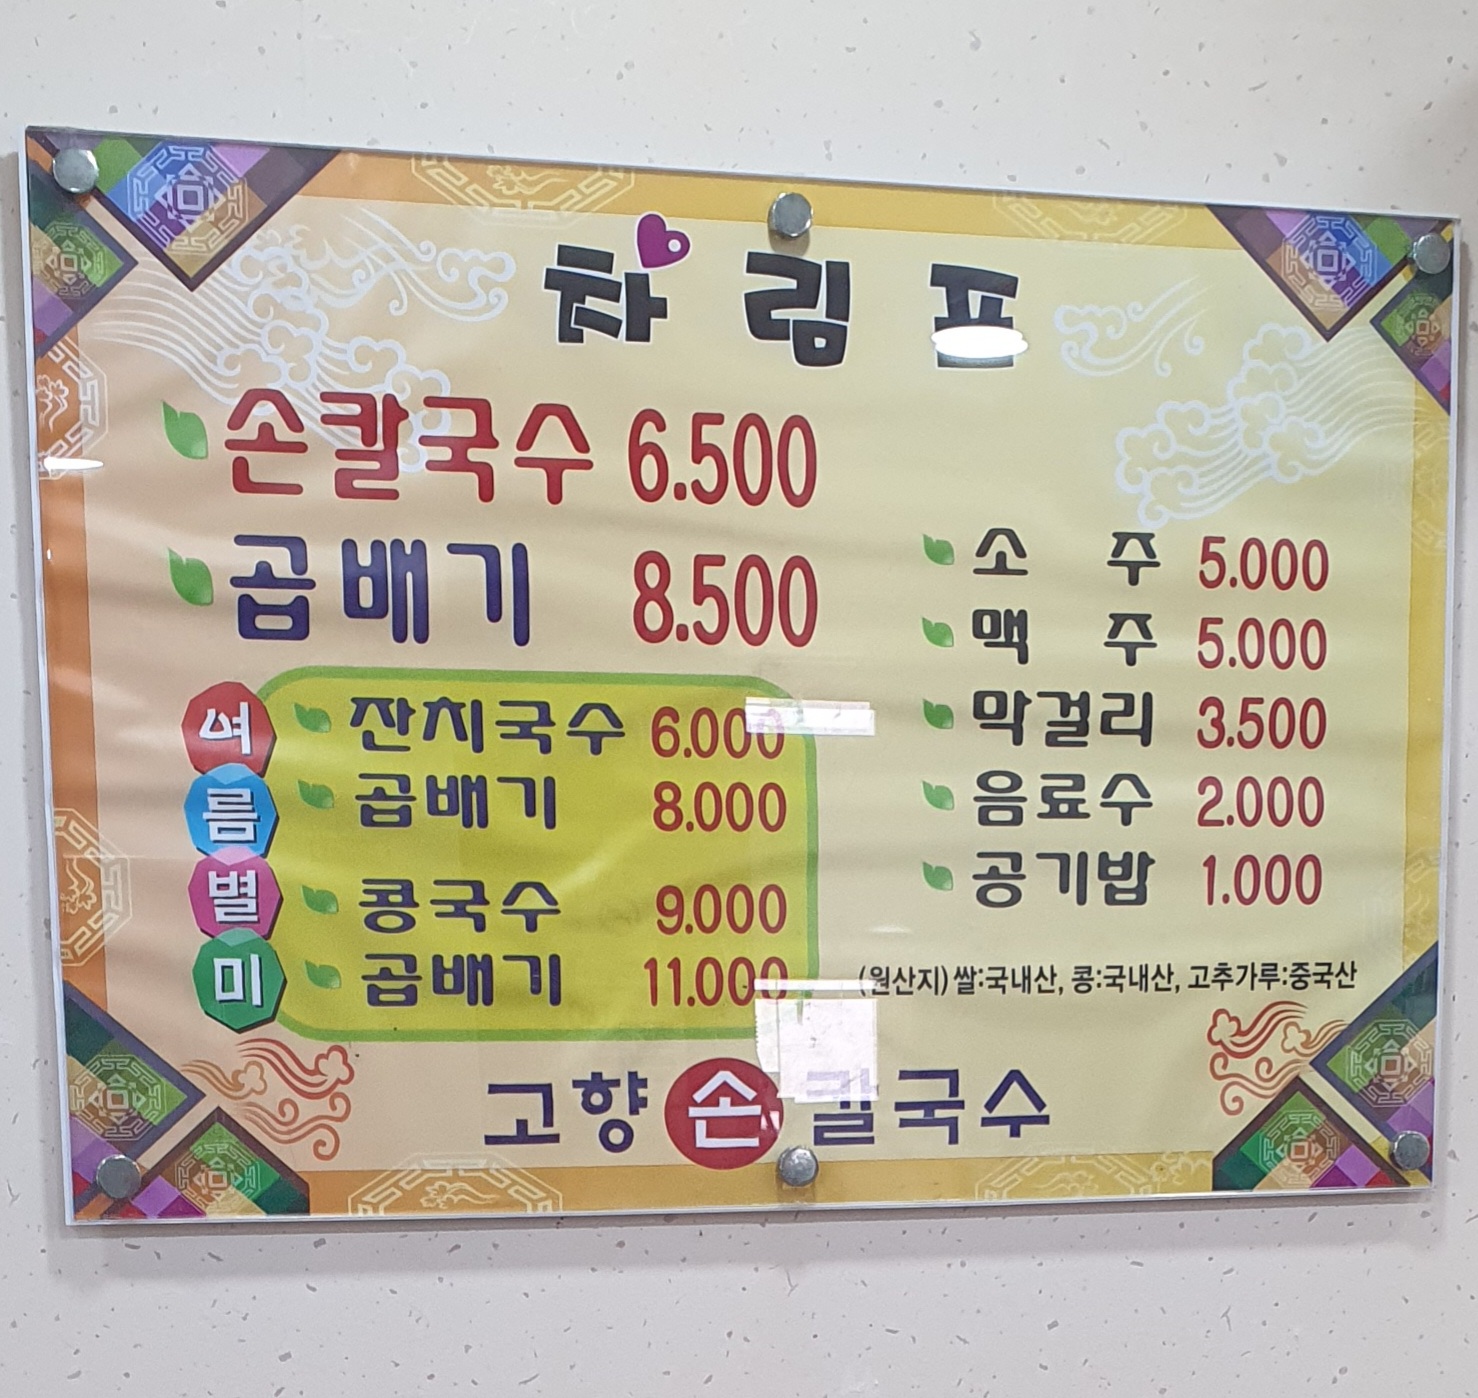 차림표
손칼국수 6.500
곱배기 8.500
여름별미
잔치국수 6.000
곱배기 8.000
콩국수 9.000
곱배기 11.000
소주 5.000
맥주 5.000
막걸리 3.500
음료수 2.000
공기밥 1.000
(원산지) 쌀:국내산, 콩:국내산, 고추가루:중국산
고향손칼국수